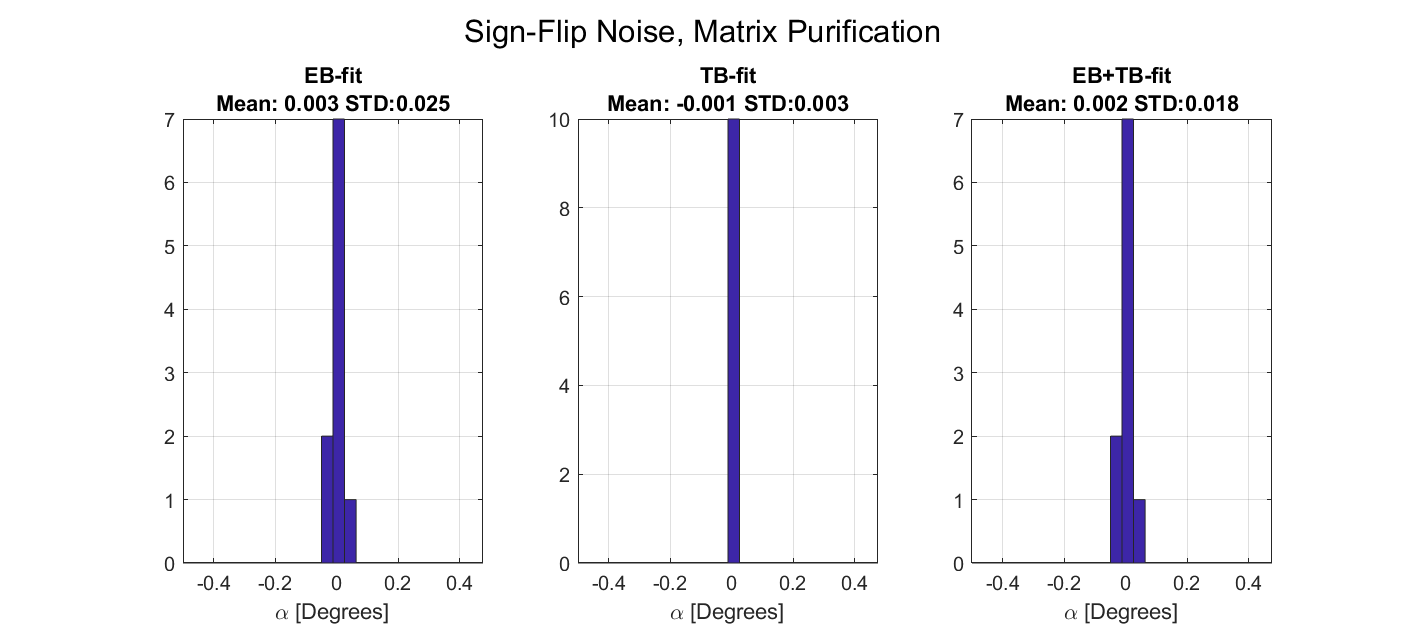 Sign-Flip Noise, Matrix Purification
EB-fit
Mean: 0.003 STD:0.025
7
6
5
4
3
2
1
0
-0.4 -0.2 0 0.2 0.4
α [Degrees]
TB-fit
Mean: -0.001 STD:0.003
10
8
6
4
2
0
-0.4 -0.2 0 0.2 0.4
α [Degrees]
EB+TB-fit
Mean: 0.002 STD:0.018
7
6
5
4
3
2
1
0
-0.4 -0.2 0 0.2 0.4
α [Degrees]